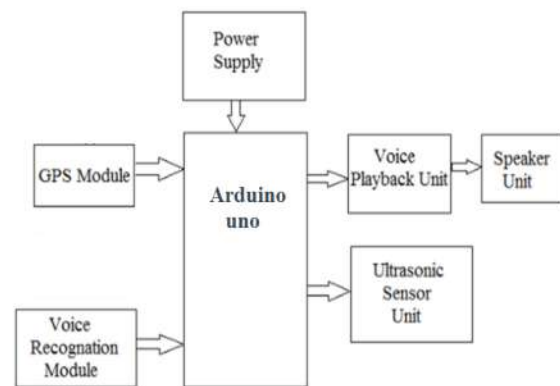 Power
Supply
GPS Module
Arduino
uno
Voice
Playback Unit
Speaker
Unit
Ultrasonic
Sensor
Unit
Voice
Recognation
Module